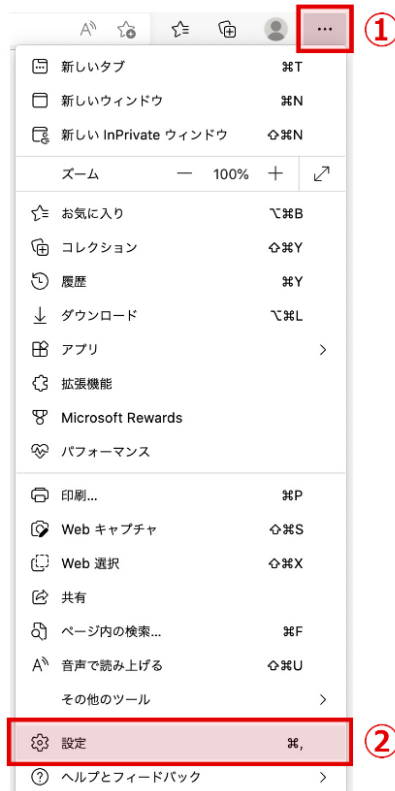 ①
新しいタブ ⌘T
新しいウィンドウ ⌘N
新しい InPrivate ウィンドウ ⇧⌘N
ズーム — 100% +
お気に入り ⌥⌘B
コレクション ⇧⌘Y
履歴 ⌘Y
ダウンロード ⌥⌘L
アプリ
拡張機能
Microsoft Rewards
パフォーマンス
印刷... ⌘P
Web キャプチャ ⇧⌘S
Web 選択 ⇧⌘X
共有
ページ内の検索... ⌘F
音声で読み上げる ⇧⌘U
その他のツール
設定 ⌘,
②
ヘルプとフィードバック